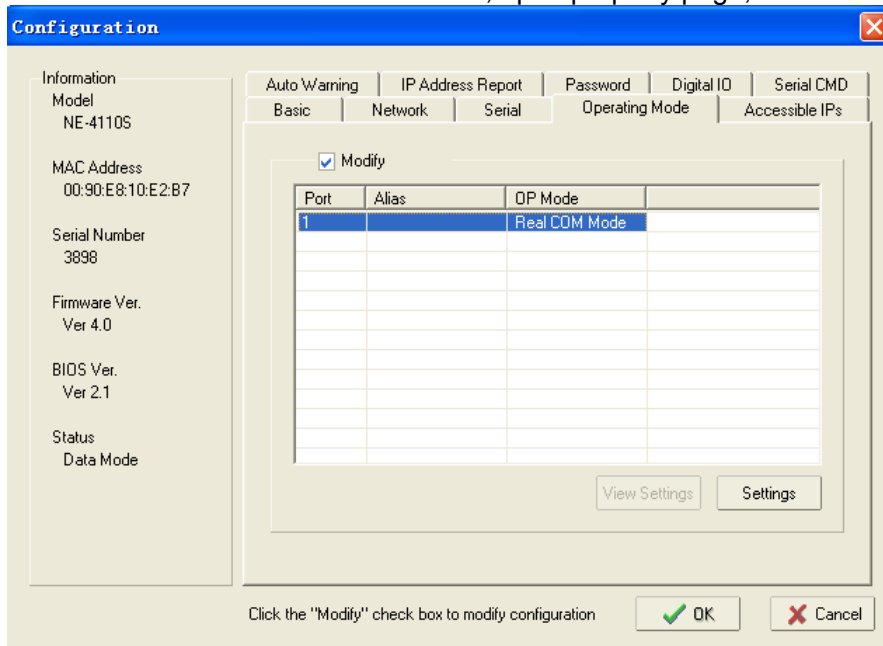 Configuration
Information
Model
NE-4110S
MAC Address
00:90:E8:10:E2:B7
Serial Number
3898
Firmware Ver.
Ver 4.0
BIOS Ver.
Ver 2.1
Status
Data Mode
Auto Warning IP Address Report Password Digital IO Serial CMD
Basic Network Serial Operating Mode Accessible IPs
Modify
Port Alias OP Mode
1 Real COM Mode
View Settings Settings
Click the "Modify" check box to modify configuration OK Cancel